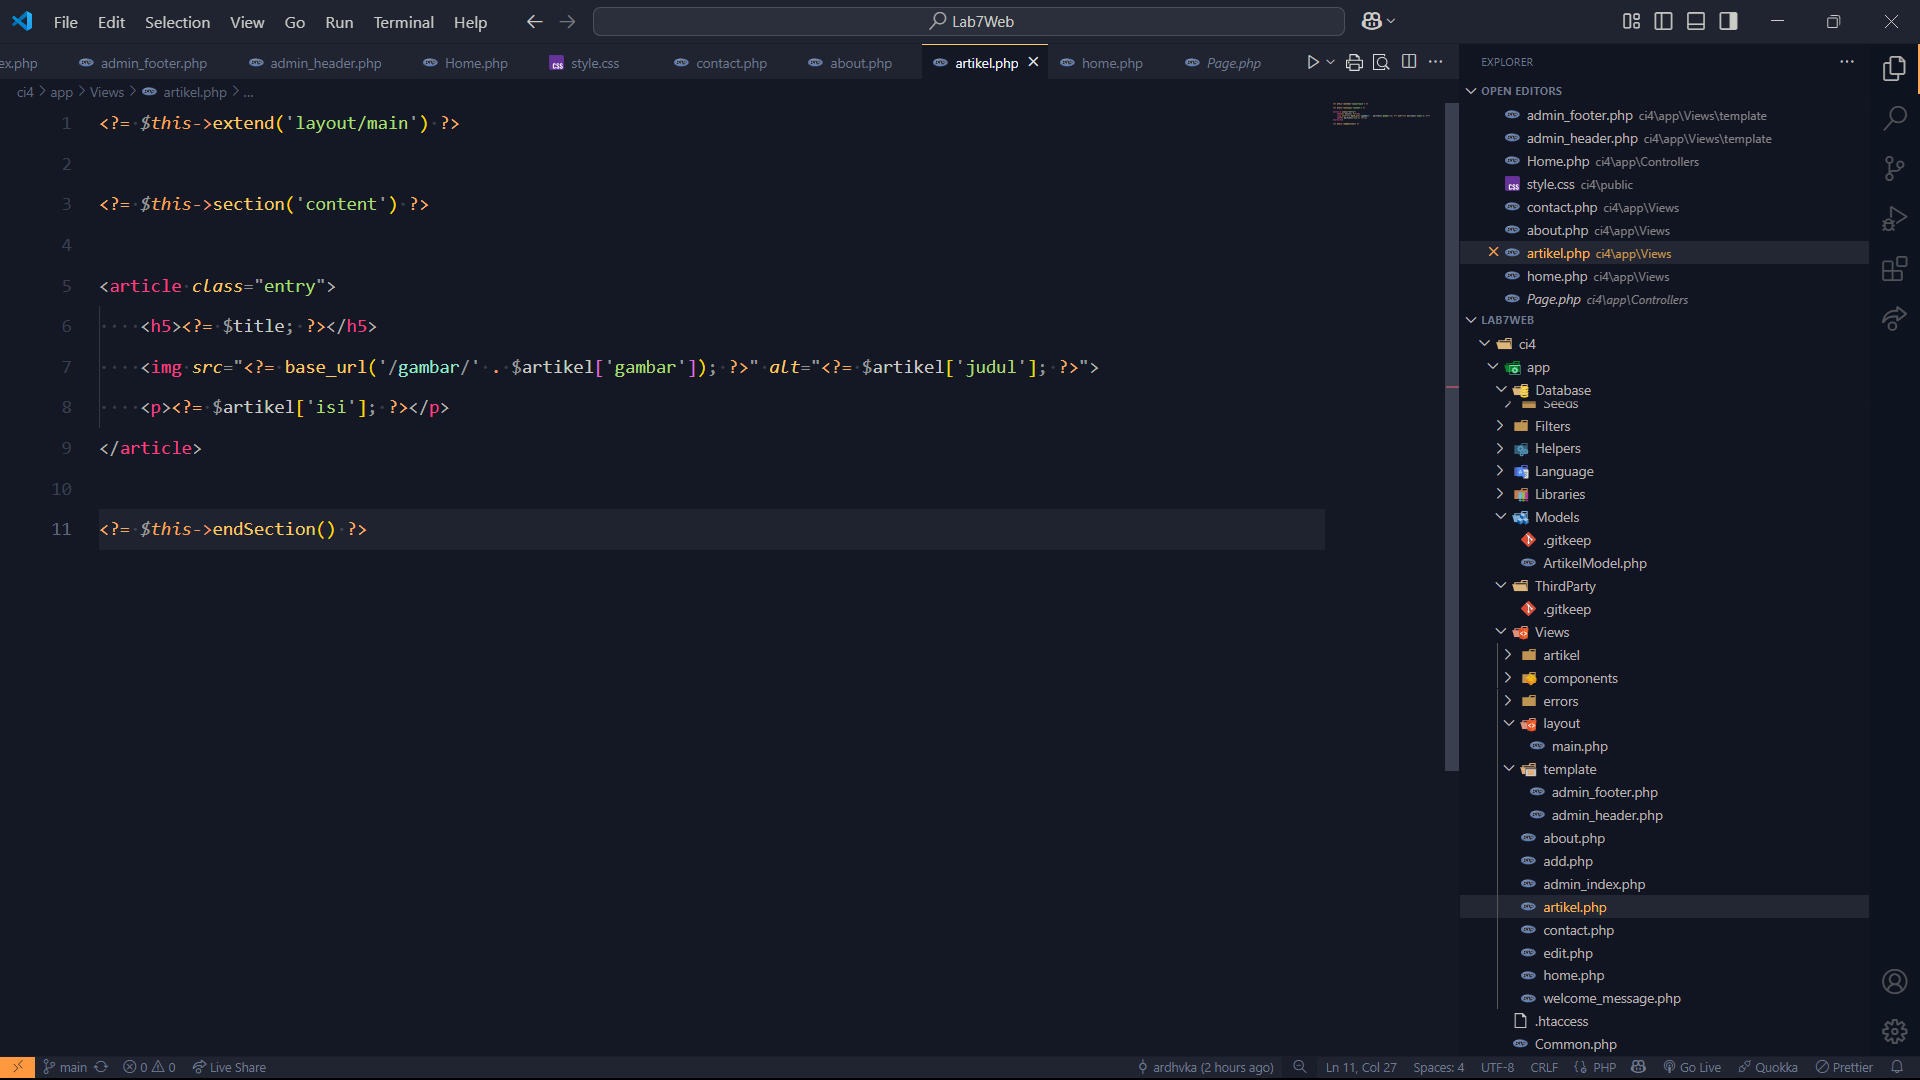 File Edit Selection View Go Run Terminal Help
Lab7Web
ex.php admin_footer.php admin_header.php Home.php style.css contact.php about.php artikel.php home.php Page.php
ci4 > app > Views > artikel.php > ...
1 <?= $this->extend('layout/main') ?>
2
3 <?= $this->section('content') ?>
4
5 <article class="entry">
6 <h5><?= $title; ?></h5>
7 <img src="<?= base_url('/gambar/' . $artikel['gambar']); ?>" alt="<?= $artikel['judul']; ?>">
8 <p><?= $artikel['isi']; ?></p>
9 </article>
10
11 <?= $this->endSection() ?>
EXPLORER
OPEN EDITORS
admin_footer.php ci4\app\Views\template
admin_header.php ci4\app\Views\template
Home.php ci4\app\Controllers
style.css ci4\public
contact.php ci4\app\Views
about.php ci4\app\Views
artikel.php ci4\app\Views
home.php ci4\app\Views
Page.php ci4\app\Controllers
LAB7WEB
ci4
app
Database
Seeds
Filters
Helpers
Language
Libraries
Models
.gitkeep
ArtikelModel.php
ThirdParty
.gitkeep
Views
artikel
components
errors
layout
main.php
template
admin_footer.php
admin_header.php
about.php
add.php
admin_index.php
artikel.php
contact.php
edit.php
home.php
welcome_message.php
.htaccess
Common.php
main 0 0 Live Share ardhvka (2 hours ago) Ln 11, Col 27 Spaces: 4 UTF-8 CRLF {} PHP Go Live Quokka Prettier